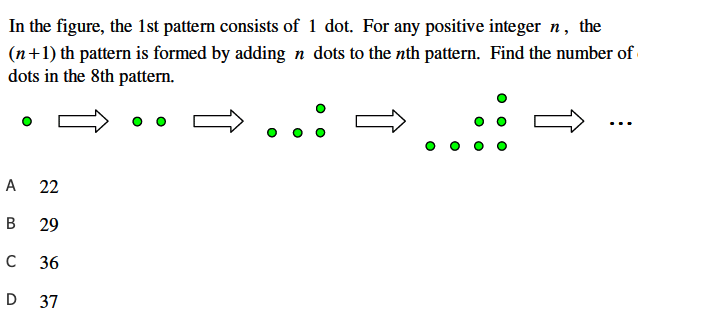 In the figure, the 1st pattern consists of 1 dot. For any positive integer n, the
(n+1) th pattern is formed by adding n dots to the nth pattern. Find the number of
dots in the 8th pattern.
...
A 22
B 29
C 36
D 37